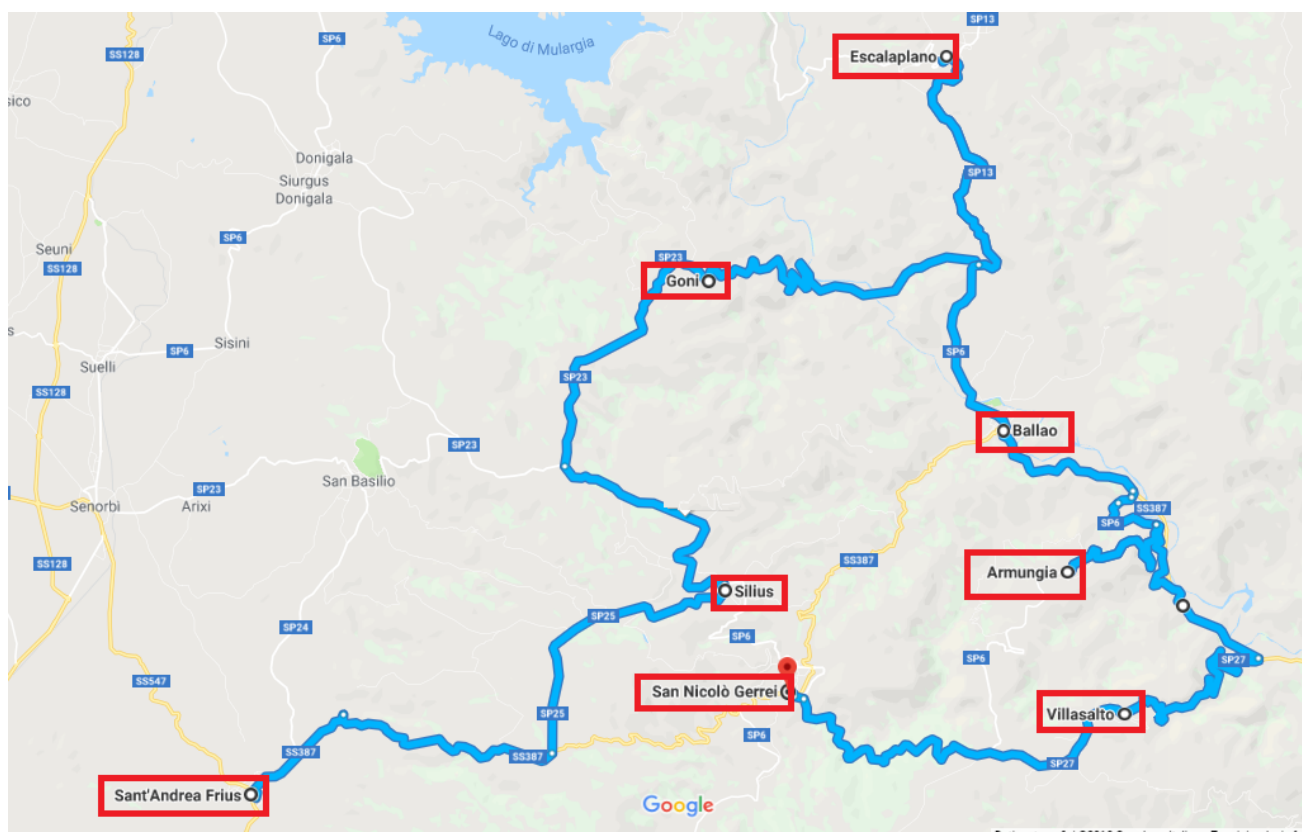 SP13
SS128
SP6
Escalaplano
Lago di Mulargia
sico
Donigala
Siurgus
Donigala
SP13
SP6
Seuni
SS128
SP23
Goni
s
SP6
Sisini
Suelli
SP6
SP23
SS128
Ballao
SP23
San Basilio
SP23
Senorbì
Arixi
SS387
SP6
SS387
SS128
Armungia
Silius
SP25
SP24
SP6
SP6
SP27
SS547
San Nicolò Gerrei
Villasalto
SP25
SP6
SS387
SS387
SP27
Sant'Andrea Frius
Google